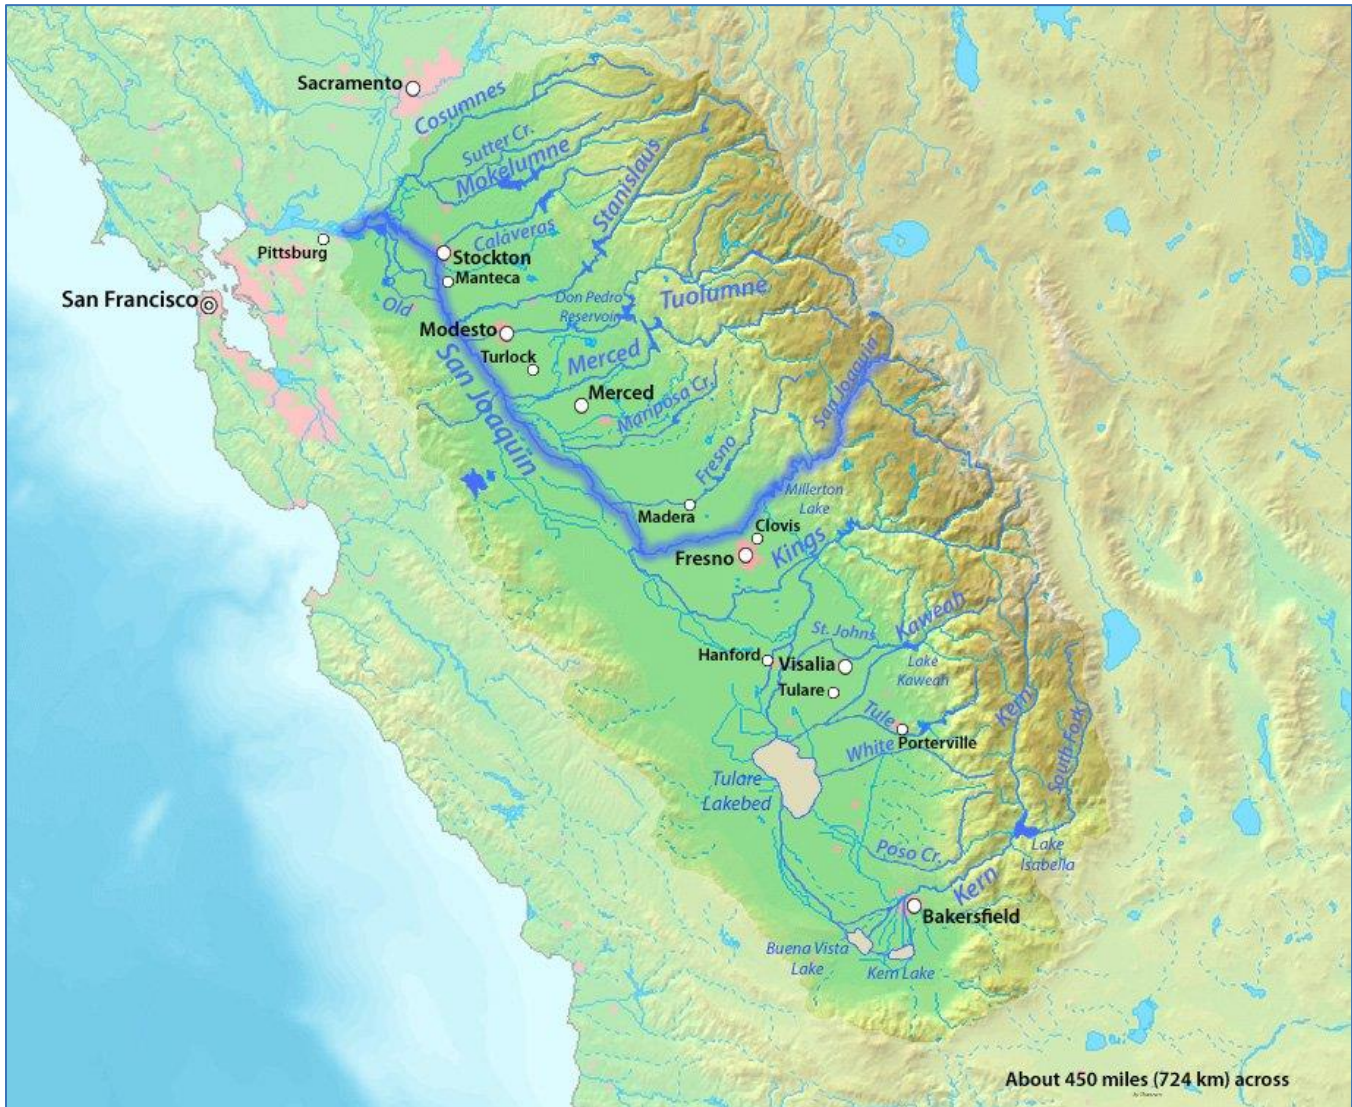 Sacramento
Cosumnes
Sutter Cr.
Mokelumne
Stanislaus
Calaveras
Pittsburg
Stockton
Manteca
San Francisco
Old
Don Pedro
Reservoir
Tuolumne
Modesto
Turlock
Merced
San Joaquin
San Joaquin
Merced
Mariposa Cr.
Fresno
Millerton
Lake
Madera
Clovis
Fresno
Kings
St. Johns
Kaweah
Hanford
Visalia
Lake
Kaweah
Tulare
Tule
Kern
South Fork
White
Porterville
Tulare
Lakebed
Poso Cr.
Lake
Isabella
Kern
Bakersfield
Buena Vista
Lake
Kern Lake
About 450 miles (724 km) across